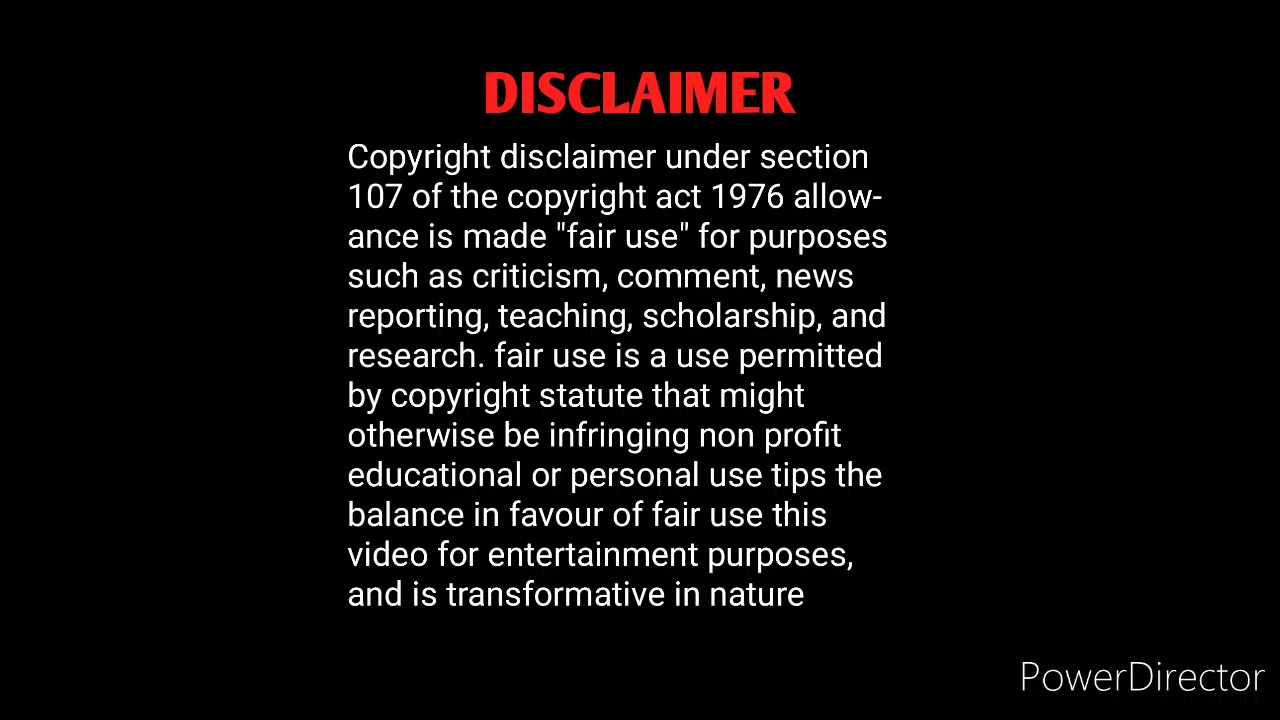 DISCLAIMER
Copyright disclaimer under section
107 of the copyright act 1976 allow-
ance is made "fair use" for purposes
such as criticism, comment, news
reporting, teaching, scholarship, and
research. fair use is a use permitted
by copyright statute that might
otherwise be infringing non profit
educational or personal use tips the
balance in favour of fair use this
video for entertainment purposes,
and is transformative in nature
PowerDirector